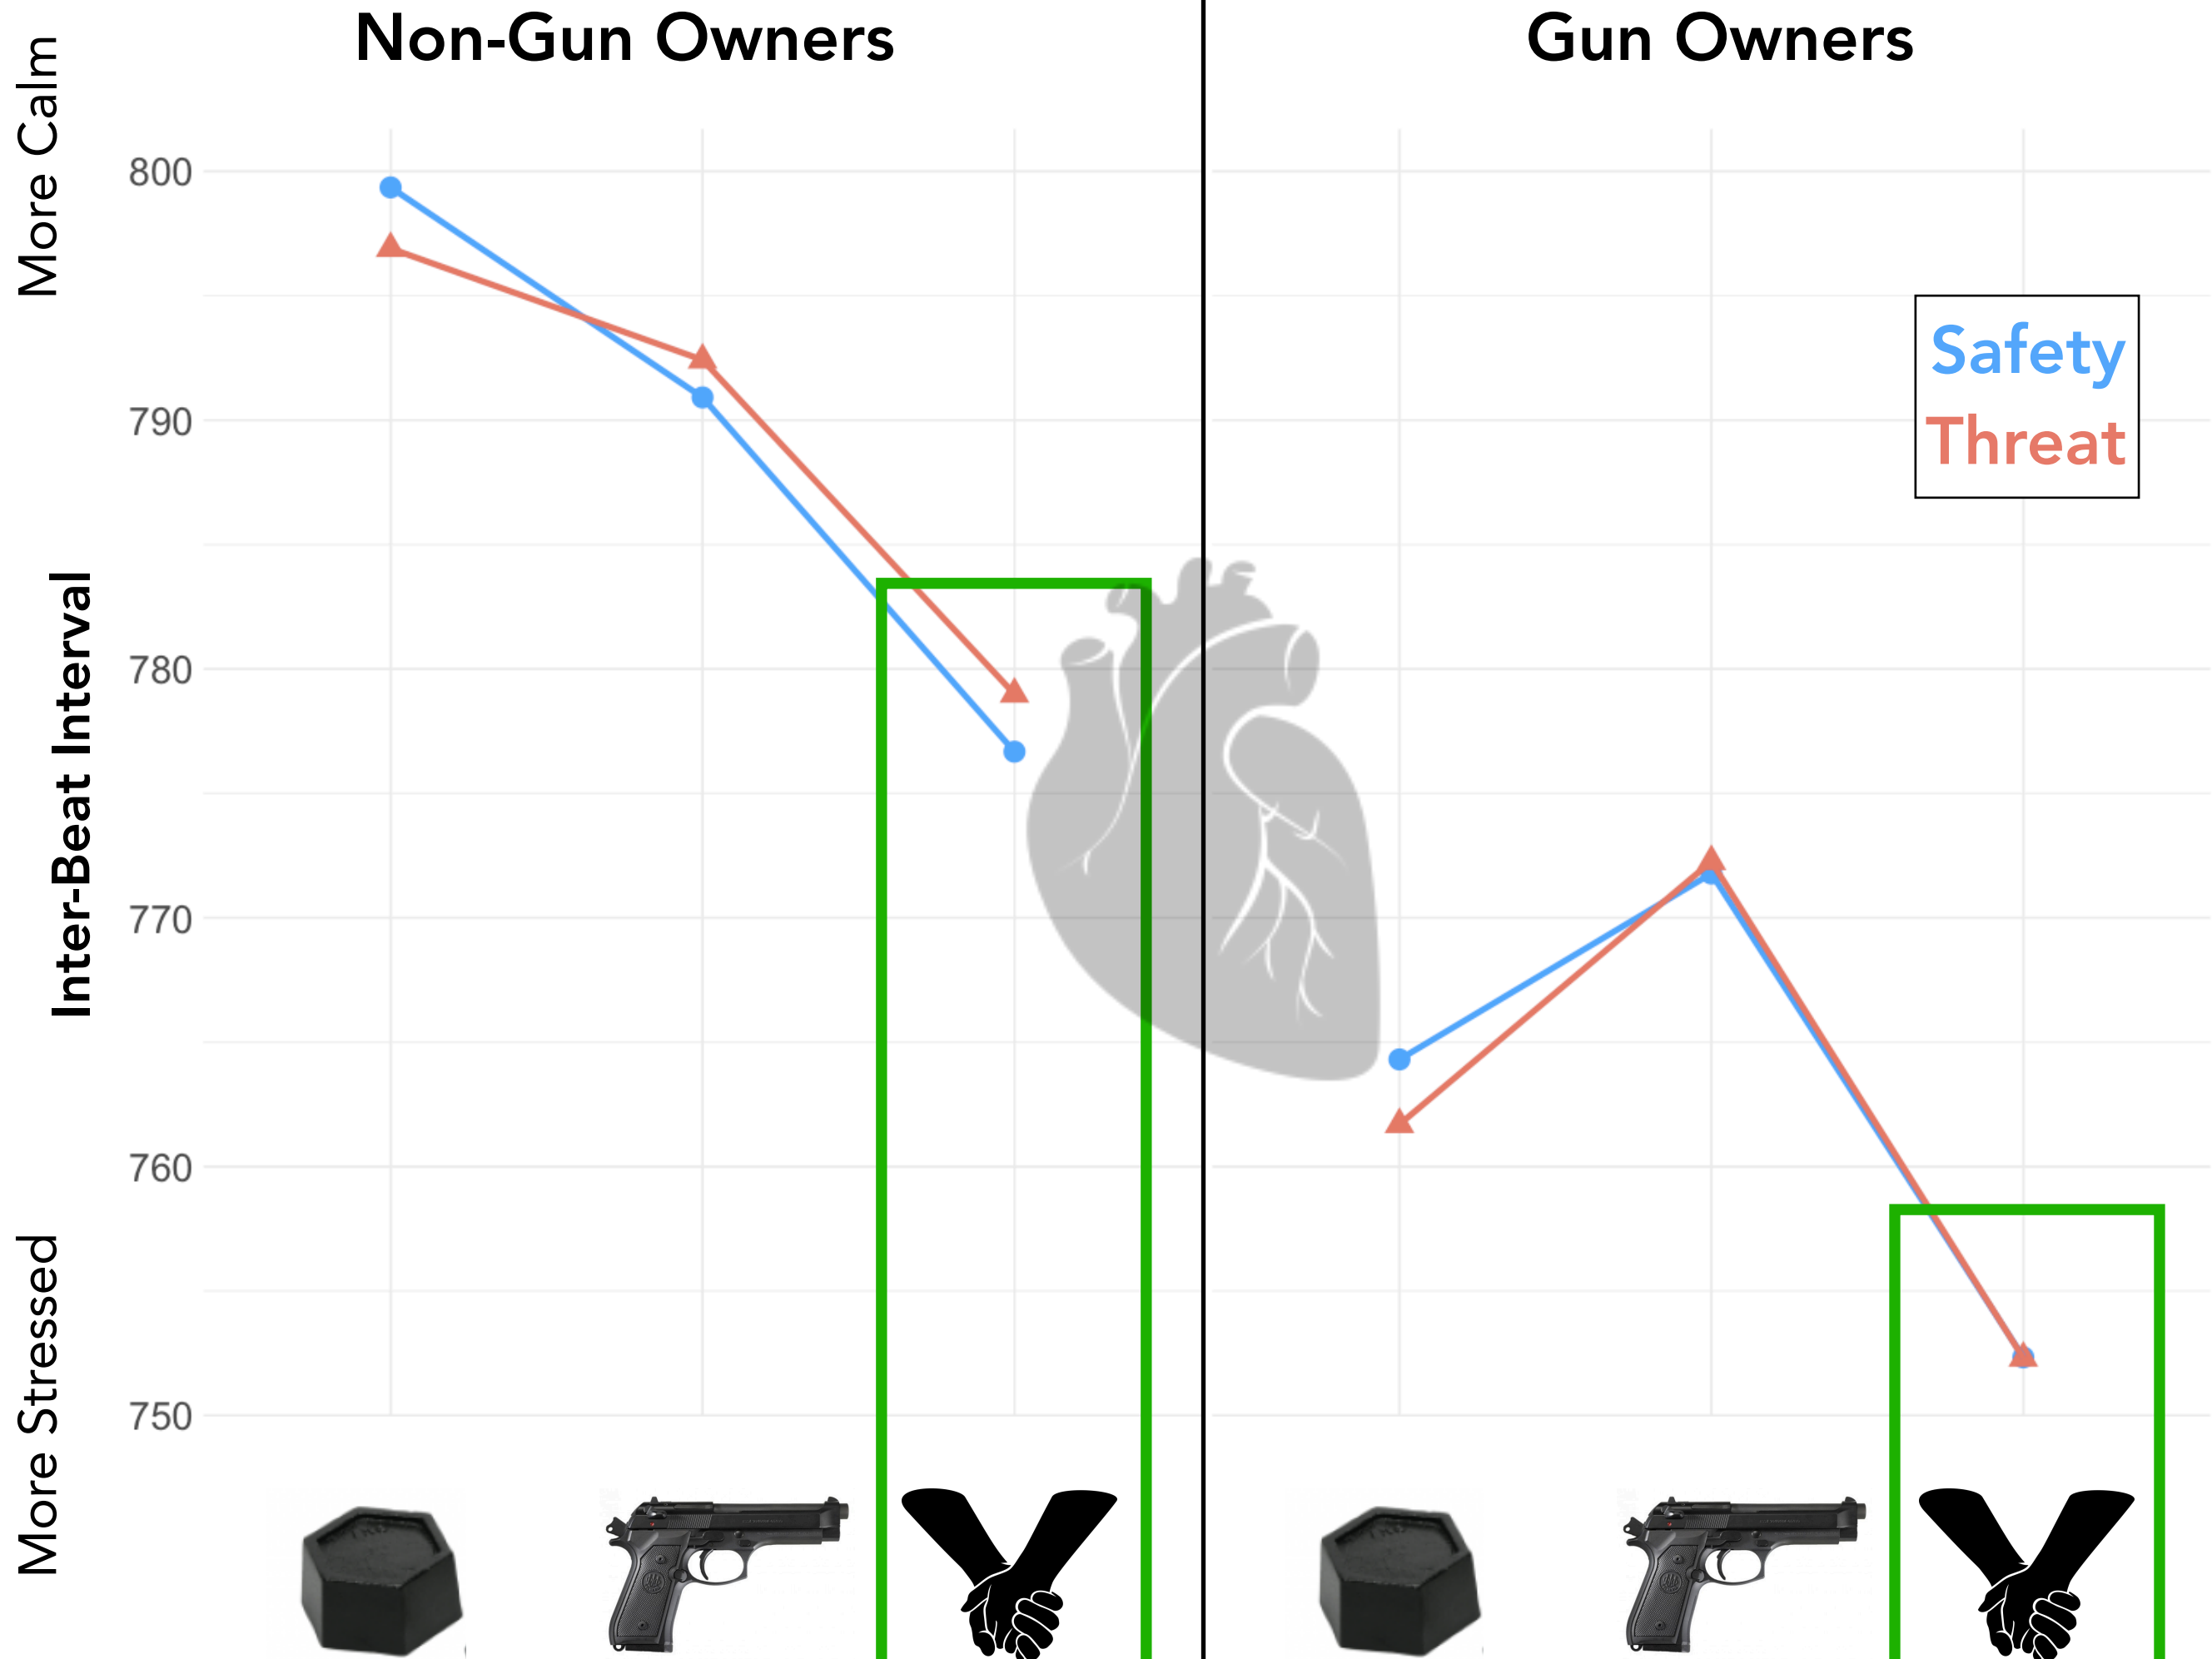 Non-Gun Owners
Gun Owners
More Calm
Inter-Beat Interval
More Stressed
800
790
780
770
760
750
Safety
Threat